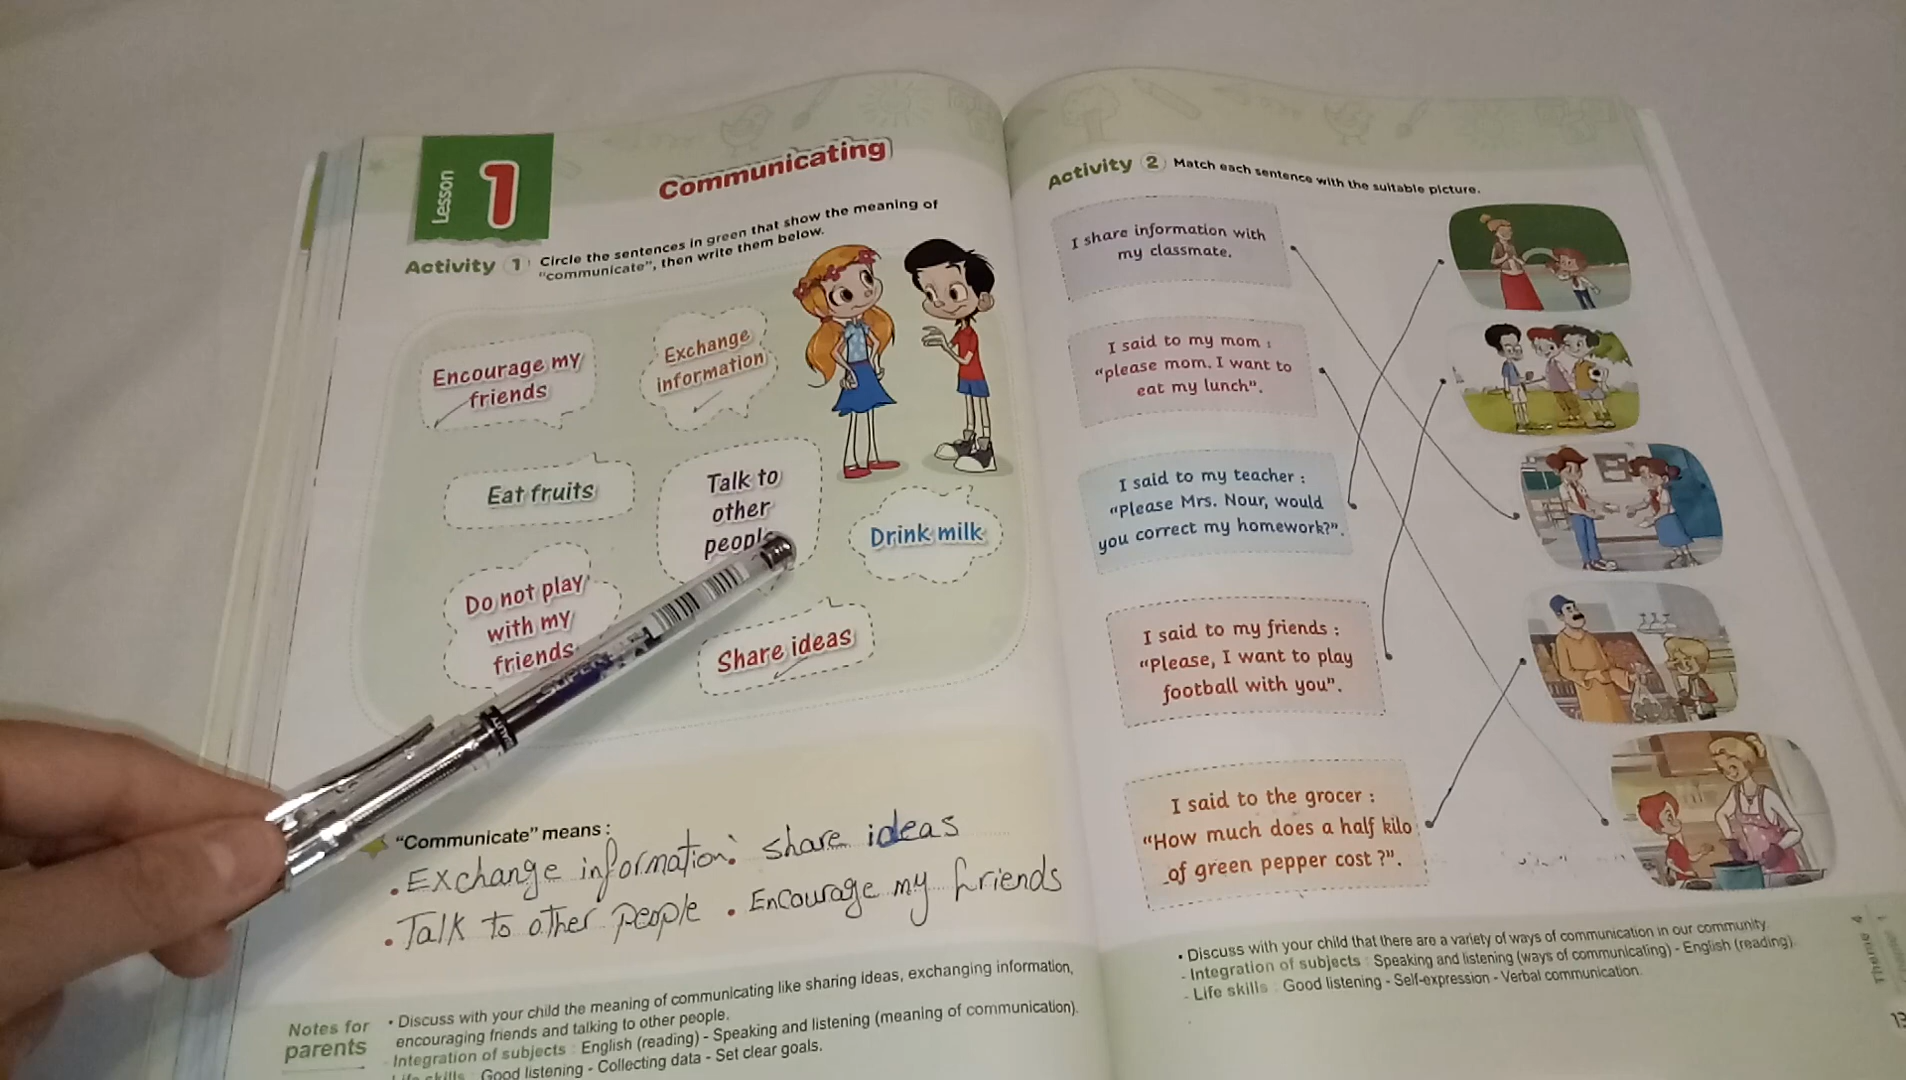 Lesson 1
Communicating
Activity 1 Circle the sentences in green that show the meaning of
"communicate", then write them below.
Encourage my
friends
Exchange
information
Eat fruits
Talk to
other
people
Drink milk
Do not play
with my
friends
Share ideas
"Communicate" means :
. Exchange information. share ideas
. Talk to other people . Encourage my friends
Notes for
parents
• Discuss with your child the meaning of communicating like sharing ideas, exchanging information,
encouraging friends and talking to other people.
- Integration of subjects : English (reading) - Speaking and listening (meaning of communication).
Life skills : Good listening - Collecting data - Set clear goals.
Activity 2 Match each sentence with the suitable picture.
I share information with
my classmate.
I said to my mom :
"please mom. I want to
eat my lunch".
I said to my teacher :
"please Mrs. Nour, would
you correct my homework?".
I said to my friends :
"Please, I want to play
football with you".
I said to the grocer :
"How much does a half kilo
of green pepper cost ?".
• Discuss with your child that there are a variety of ways of communication in our community.
- Integration of subjects : Speaking and listening (ways of communicating) - English (reading)
- Life skills : Good listening - Self-expression - Verbal communication.
Theme 4
13